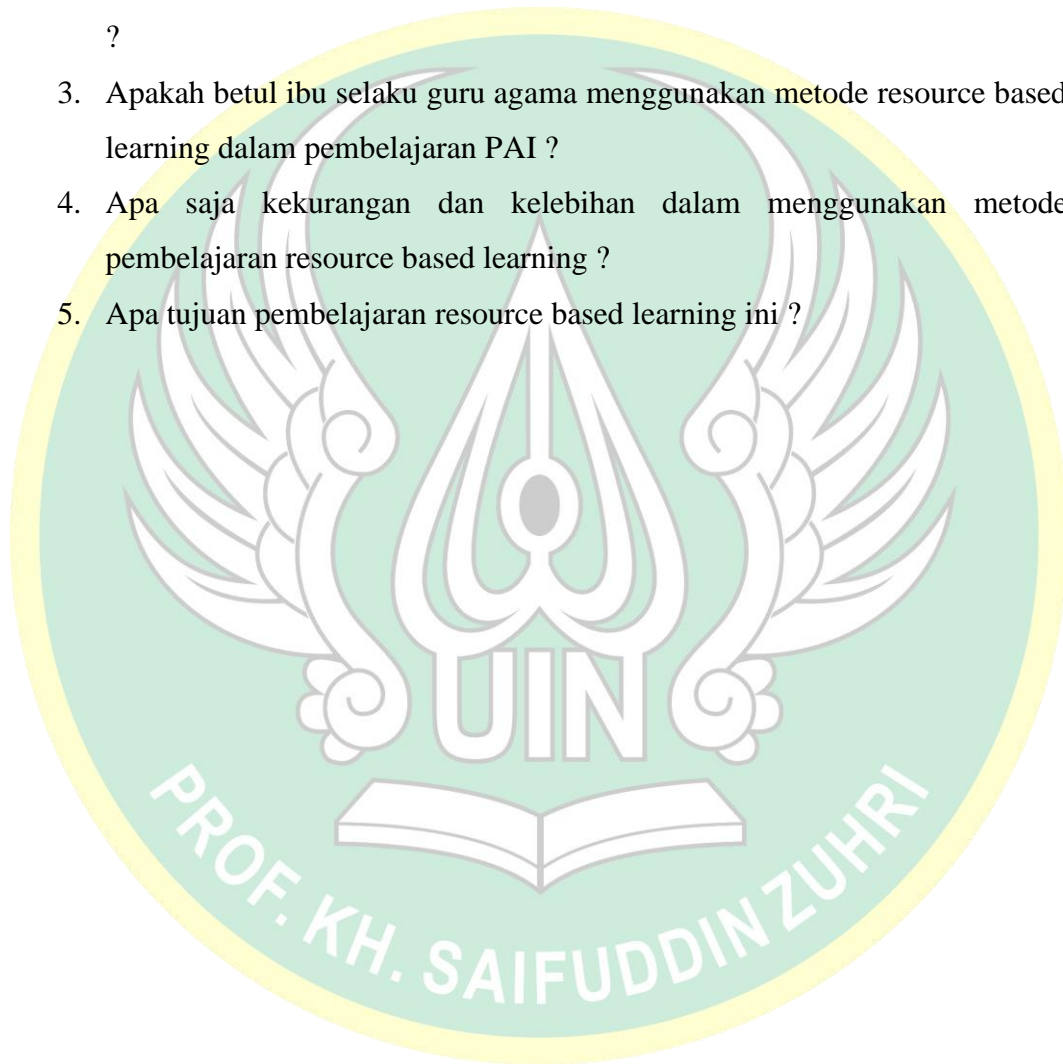 ?
3. Apakah betul ibu selaku guru agama menggunakan metode resource based
learning dalam pembelajaran PAI ?
4. Apa saja kekurangan dan kelebihan dalam menggunakan metode
pembelajaran resource based learning ?
5. Apa tujuan pembelajaran resource based learning ini ?
UIN
PROF. KH. SAIFUDDIN ZUHRI